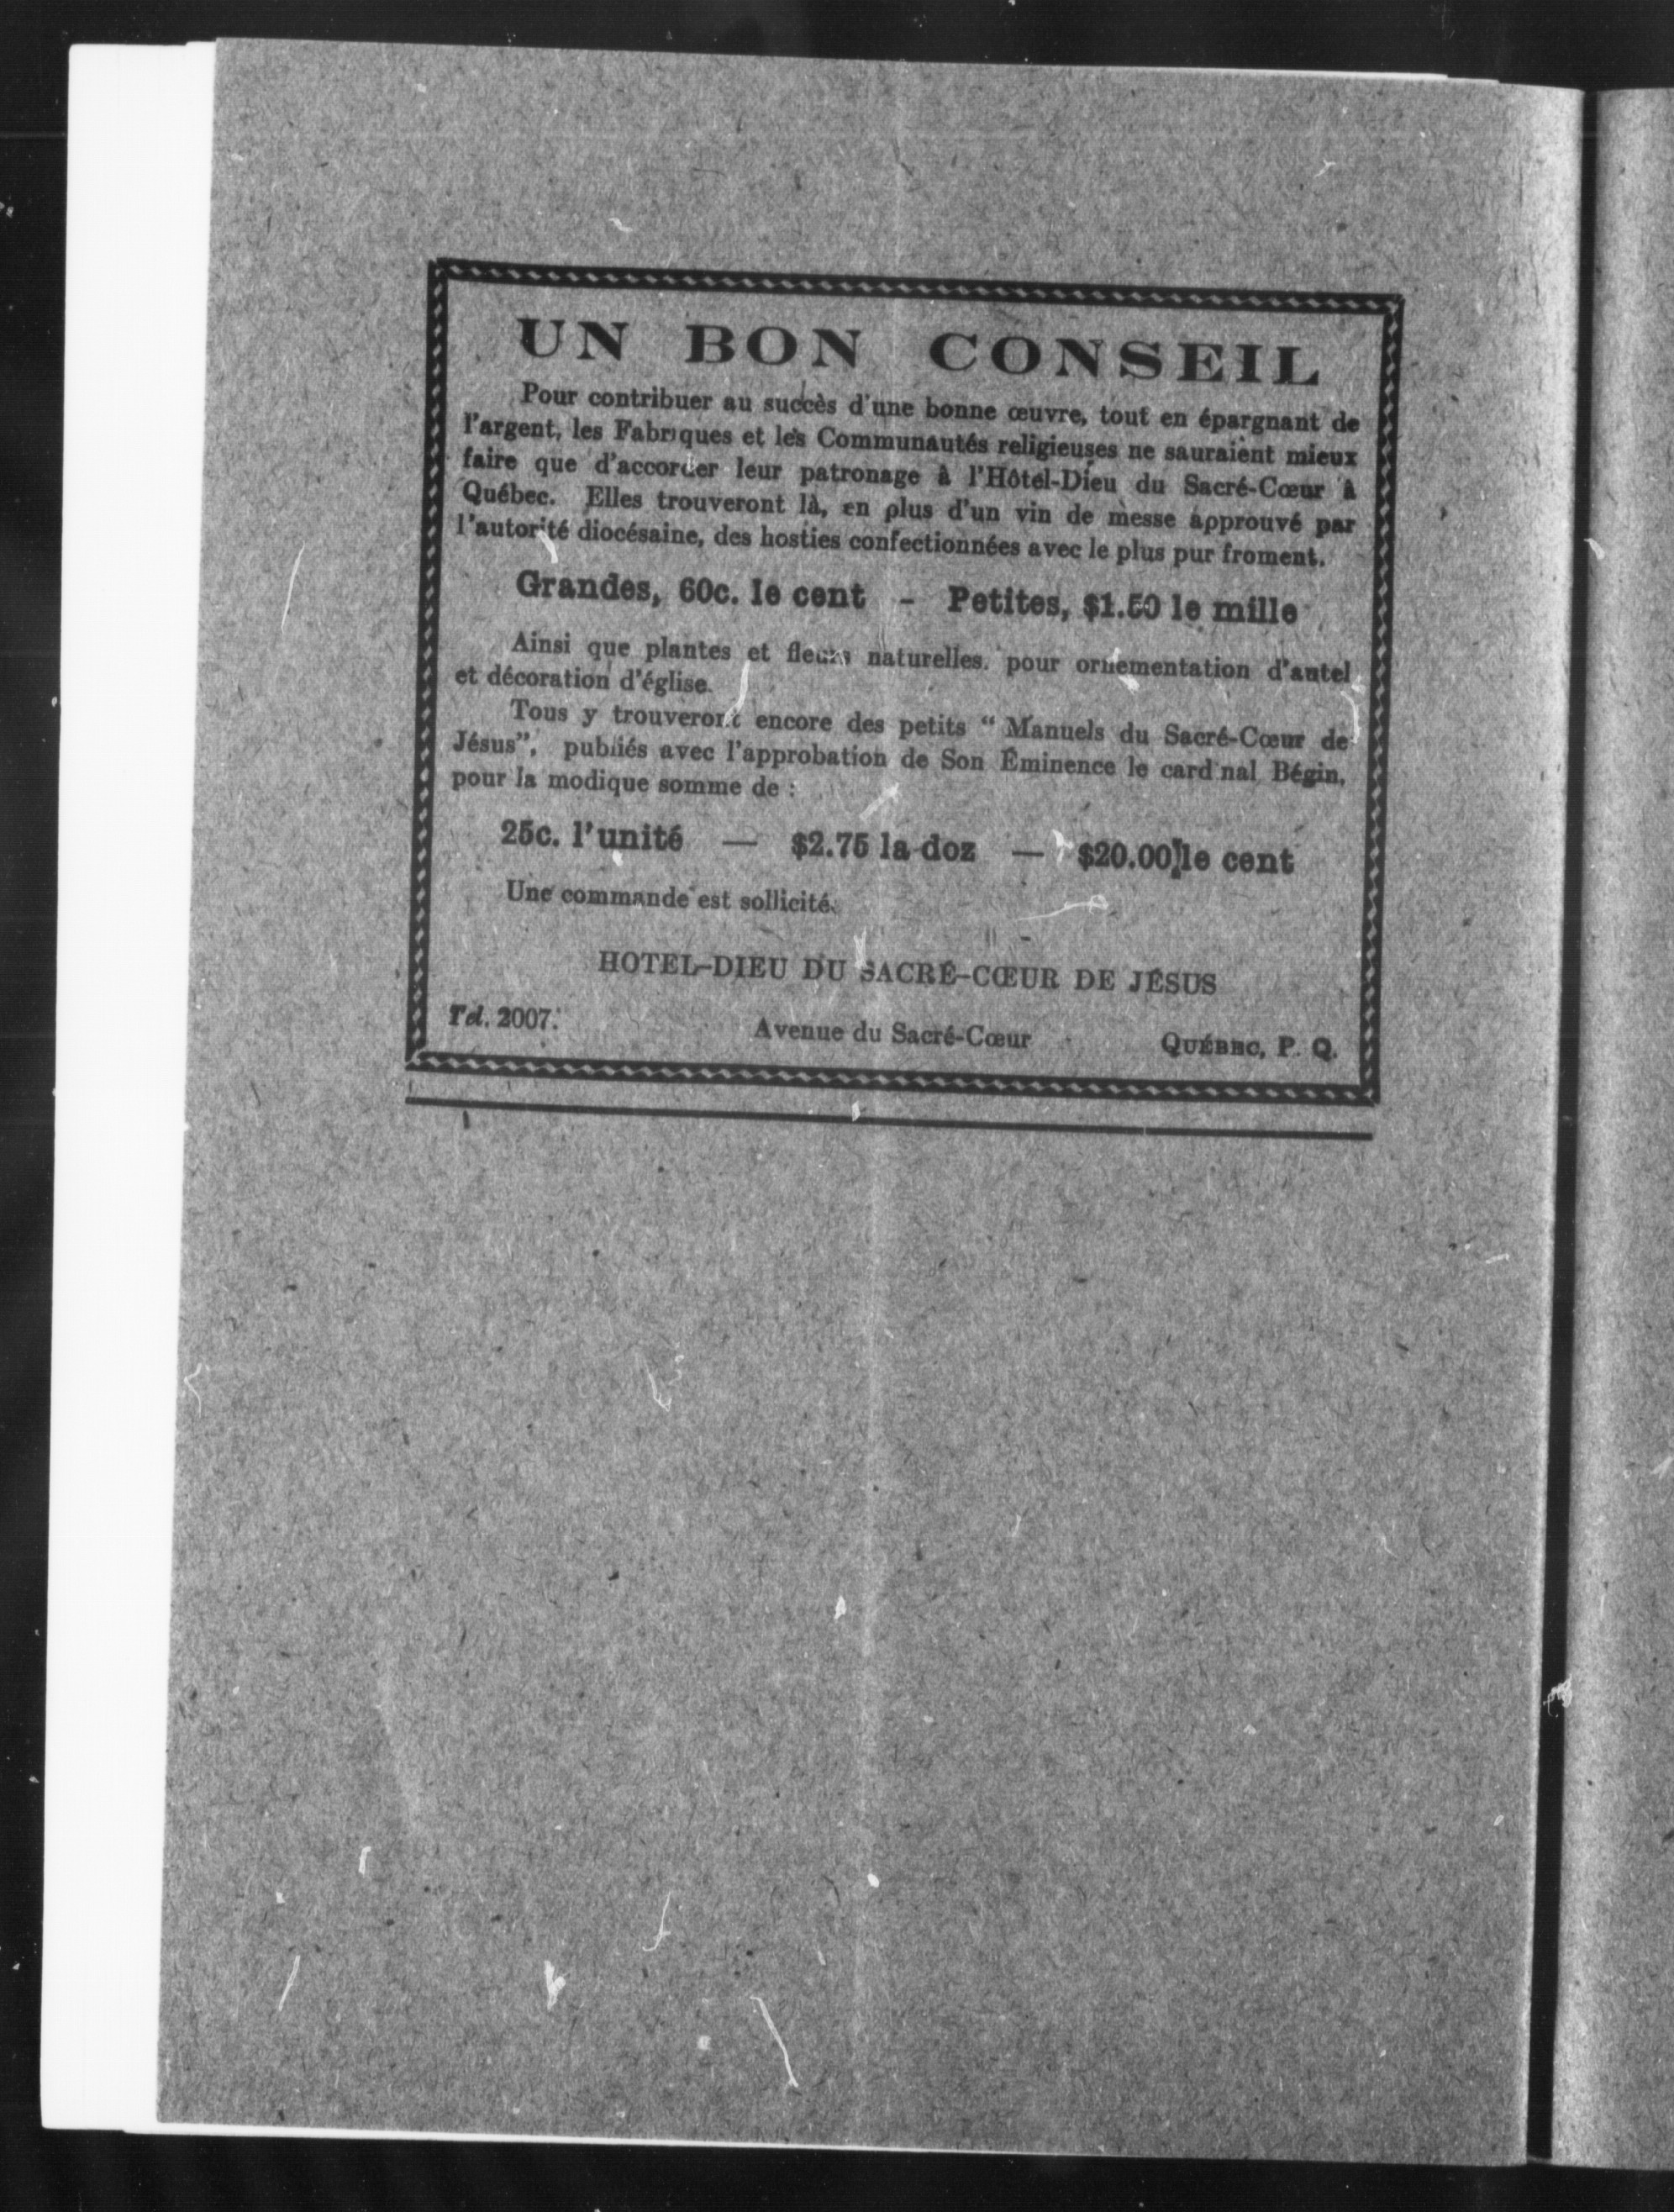 UN BON CONSEIL
Pour contribuer au succès d'une bonne œuvre, tout en épargnant de
l'argent, les Fabriques et les Communautés religieuses ne sauraient mieux
faire que d'accorder leur patronage à l'Hôtel-Dieu du Sacré-Cœur à
Québec. Elles trouveront là, en plus d'un vin de messe approuvé par
l'autorité diocésaine, des hosties confectionnées avec le plus pur froment.
Grandes, 60c. le cent - Petites, $1.50 le mille
Ainsi que plantes et fleurs naturelles. pour ornementation d'autel
et décoration d'église.
Tous y trouveront encore des petits “ Manuels du Sacré-Cœur de
Jésus”, publiés avec l'approbation de Son Éminence le card nal Bégin,
pour la modique somme de :
25c. l'unité — $2.75 la doz — $20.00 le cent
Une commande est sollicité.
HOTEL-DIEU DU SACRÉ-CŒUR DE JÉSUS
Tél. 2007. Avenue du Sacré-Cœur QUÉBEC, P. Q.